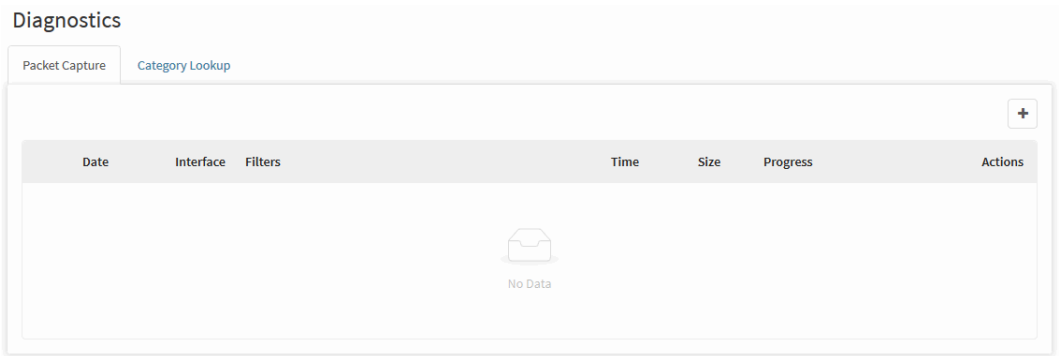 Diagnostics
Packet Capture Category Lookup
+
Date Interface Filters Time Size Progress Actions
No Data